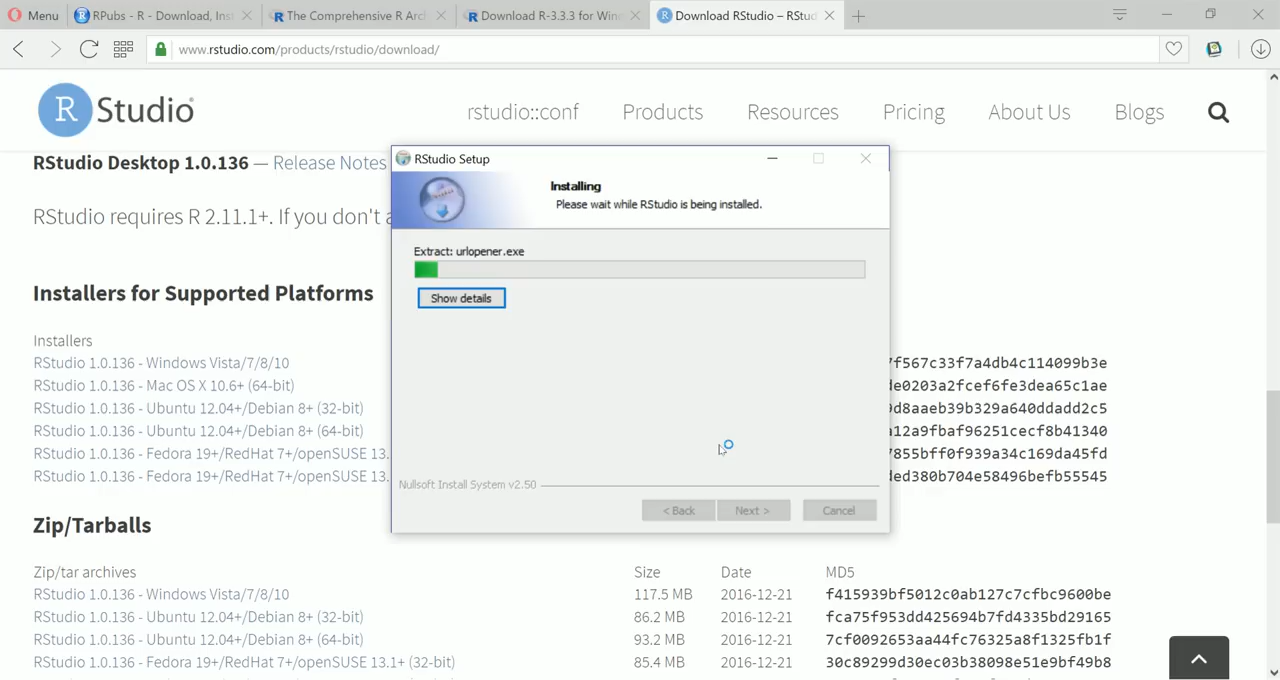 Menu
RPubs - R - Download, Inst
The Comprehensive R Arc
Download R-3.3.3 for Win
Download RStudio – RStud
www.rstudio.com/products/rstudio/download/
R Studio
rstudio::conf
Products
Resources
Pricing
About Us
Blogs
RStudio Desktop 1.0.136 — Release Notes
RStudio requires R 2.11.1+. If you don't a
RStudio Setup
Installing
Please wait while RStudio is being installed.
Extract: urlopener.exe
Show details
Nullsoft Install System v2.50
< Back
Next >
Cancel
Installers for Supported Platforms
Installers
RStudio 1.0.136 - Windows Vista/7/8/10
7f567c33f7a4db4c114099b3e
RStudio 1.0.136 - Mac OS X 10.6+ (64-bit)
de0203a2fcef6fe3dea65c1ae
RStudio 1.0.136 - Ubuntu 12.04+/Debian 8+ (32-bit)
9d8aaeb39b329a640ddadd2c5
RStudio 1.0.136 - Ubuntu 12.04+/Debian 8+ (64-bit)
a12a9fbaf96251cecf8b41340
RStudio 1.0.136 - Fedora 19+/RedHat 7+/openSUSE 13.
7855bff0f939a34c169da45fd
RStudio 1.0.136 - Fedora 19+/RedHat 7+/openSUSE 13.
ded380b704e58496befb55545
Zip/Tarballs
Zip/tar archives Size Date MD5
RStudio 1.0.136 - Windows Vista/7/8/10 117.5 MB 2016-12-21 f415939bf5012c0ab127c7cfbc9600be
RStudio 1.0.136 - Ubuntu 12.04+/Debian 8+ (32-bit) 86.2 MB 2016-12-21 fca75f953dd425694b7fd4335bd29165
RStudio 1.0.136 - Ubuntu 12.04+/Debian 8+ (64-bit) 93.2 MB 2016-12-21 7cf0092653aa44fc76325a8f1325fb1f
RStudio 1.0.136 - Fedora 19+/RedHat 7+/openSUSE 13.1+ (32-bit) 85.4 MB 2016-12-21 30c89299d30ec03b38098e51e9bf49b8